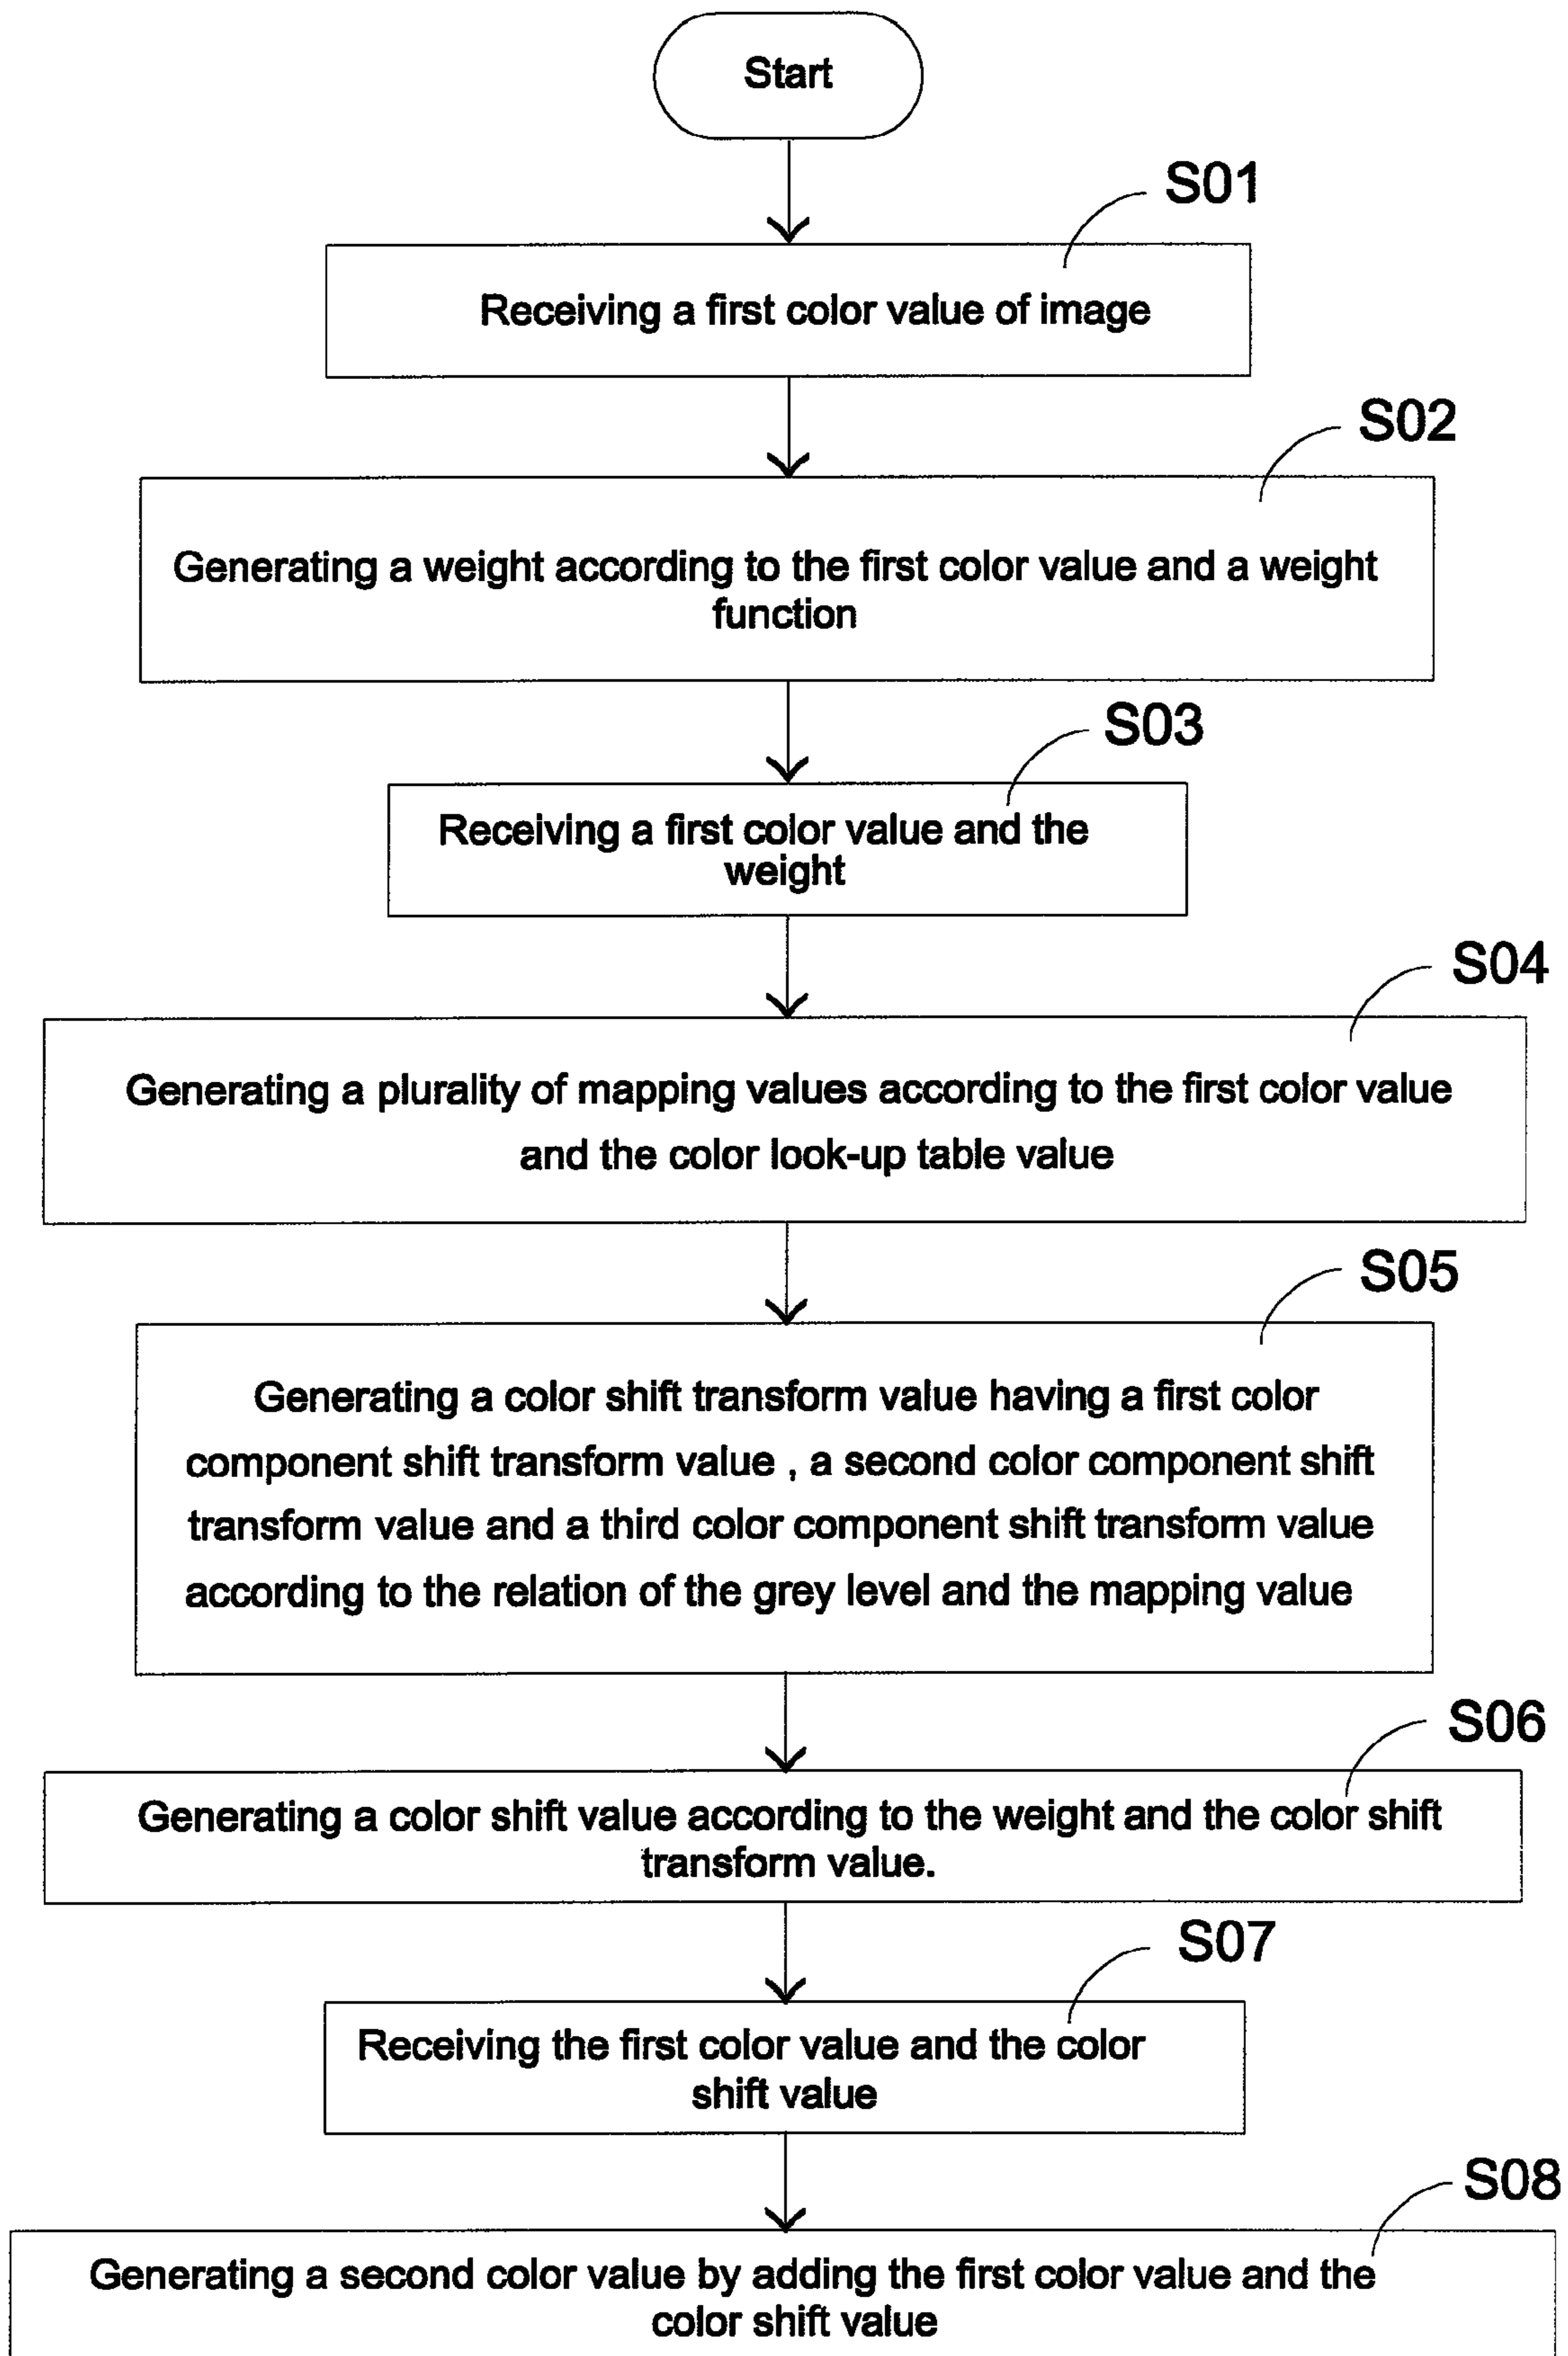 Start
S01
Receiving a first color value of image
S02
Generating a weight according to the first color value and a weight
function
S03
Receiving a first color value and the
weight
S04
Generating a plurality of mapping values according to the first color value
and the color look-up table value
S05
Generating a color shift transform value having a first color
component shift transform value , a second color component shift
transform value and a third color component shift transform value
according to the relation of the grey level and the mapping value
S06
Generating a color shift value according to the weight and the color shift
transform value.
S07
Receiving the first color value and the color
shift value
S08
Generating a second color value by adding the first color value and the
color shift value